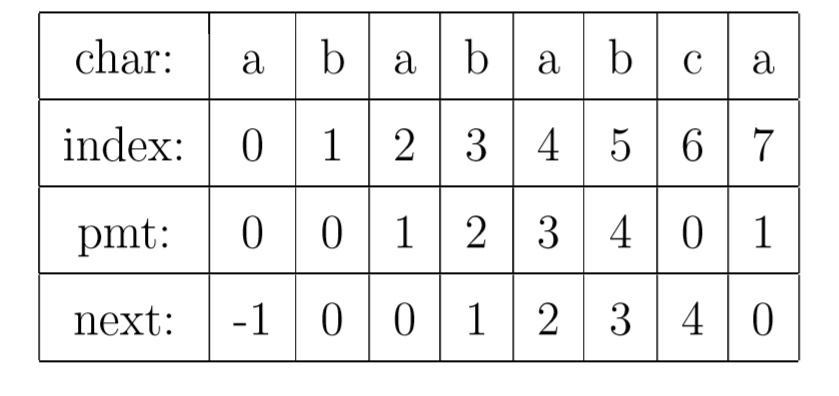 char: a b a b a b c a
index: 0 1 2 3 4 5 6 7
pmt: 0 0 1 2 3 4 0 1
next: -1 0 0 1 2 3 4 0